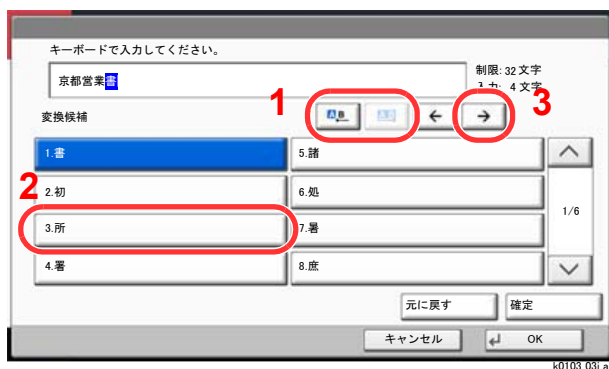 キーボードで入力してください。
京都営業書
制限: 32 文字
入力: 4 文字
変換候補
1
3
2
1.書
5.諸
2.初
6.処
3.所
7.暑
4.署
8.庶
1/6
元に戻す
確定
キャンセル
OK
k0103_03j_a